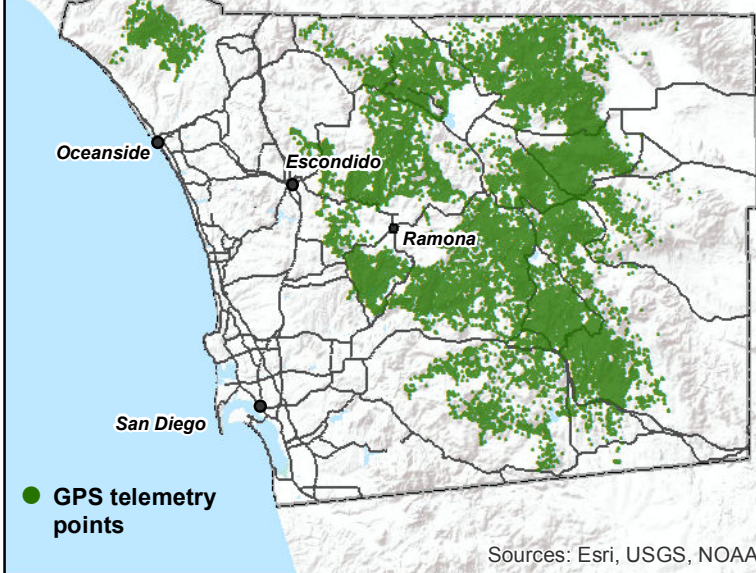 Oceanside
Escondido
Ramona
San Diego
GPS telemetry
points
Sources: Esri, USGS, NOAA